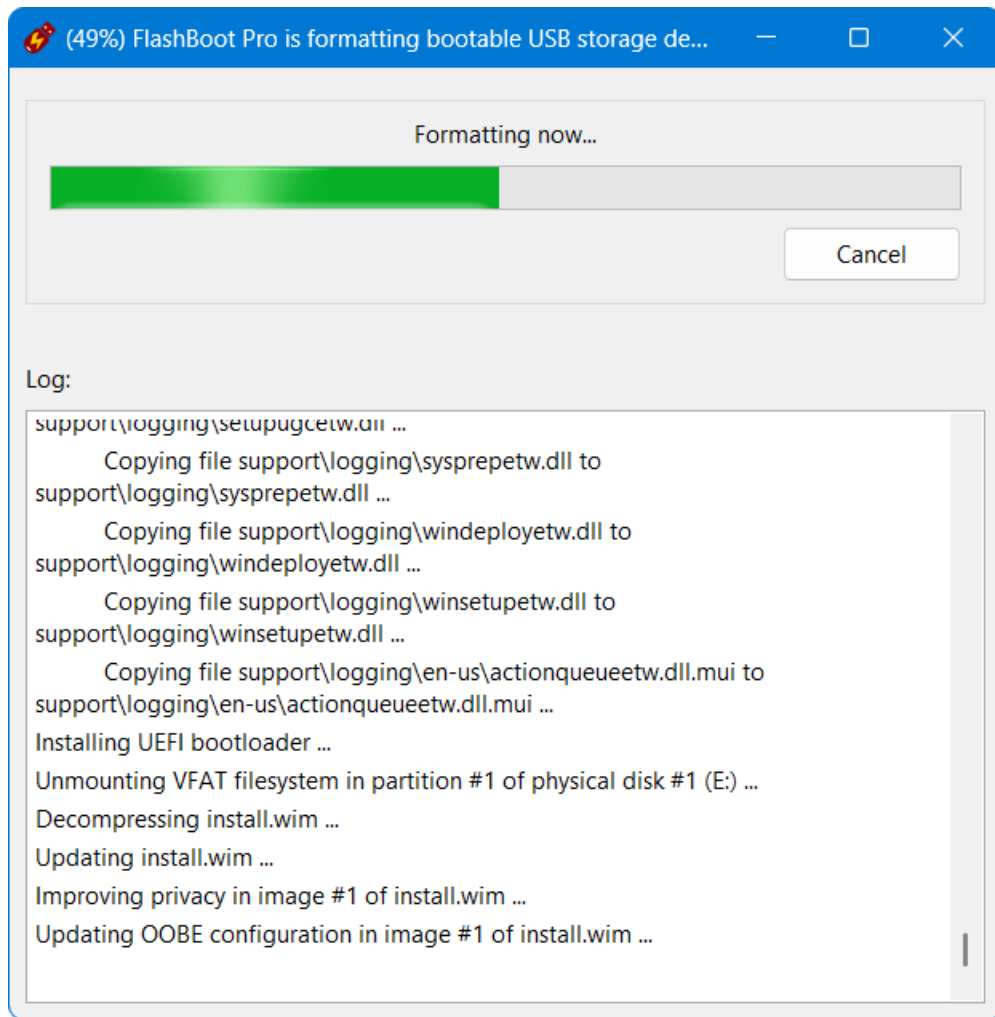 (49%) FlashBoot Pro is formatting bootable USB storage de...
Formatting now...
Cancel
Log:
support\logging\setupugcetw.dll ...
Copying file support\logging\sysprepetw.dll to
support\logging\sysprepetw.dll ...
Copying file support\logging\windeployetw.dll to
support\logging\windeployetw.dll ...
Copying file support\logging\winsetupetw.dll to
support\logging\winsetupetw.dll ...
Copying file support\logging\en-us\actionqueueetw.dll.mui to
support\logging\en-us\actionqueueetw.dll.mui ...
Installing UEFI bootloader ...
Unmounting VFAT filesystem in partition #1 of physical disk #1 (E:) ...
Decompressing install.wim ...
Updating install.wim ...
Improving privacy in image #1 of install.wim ...
Updating OOBE configuration in image #1 of install.wim ...